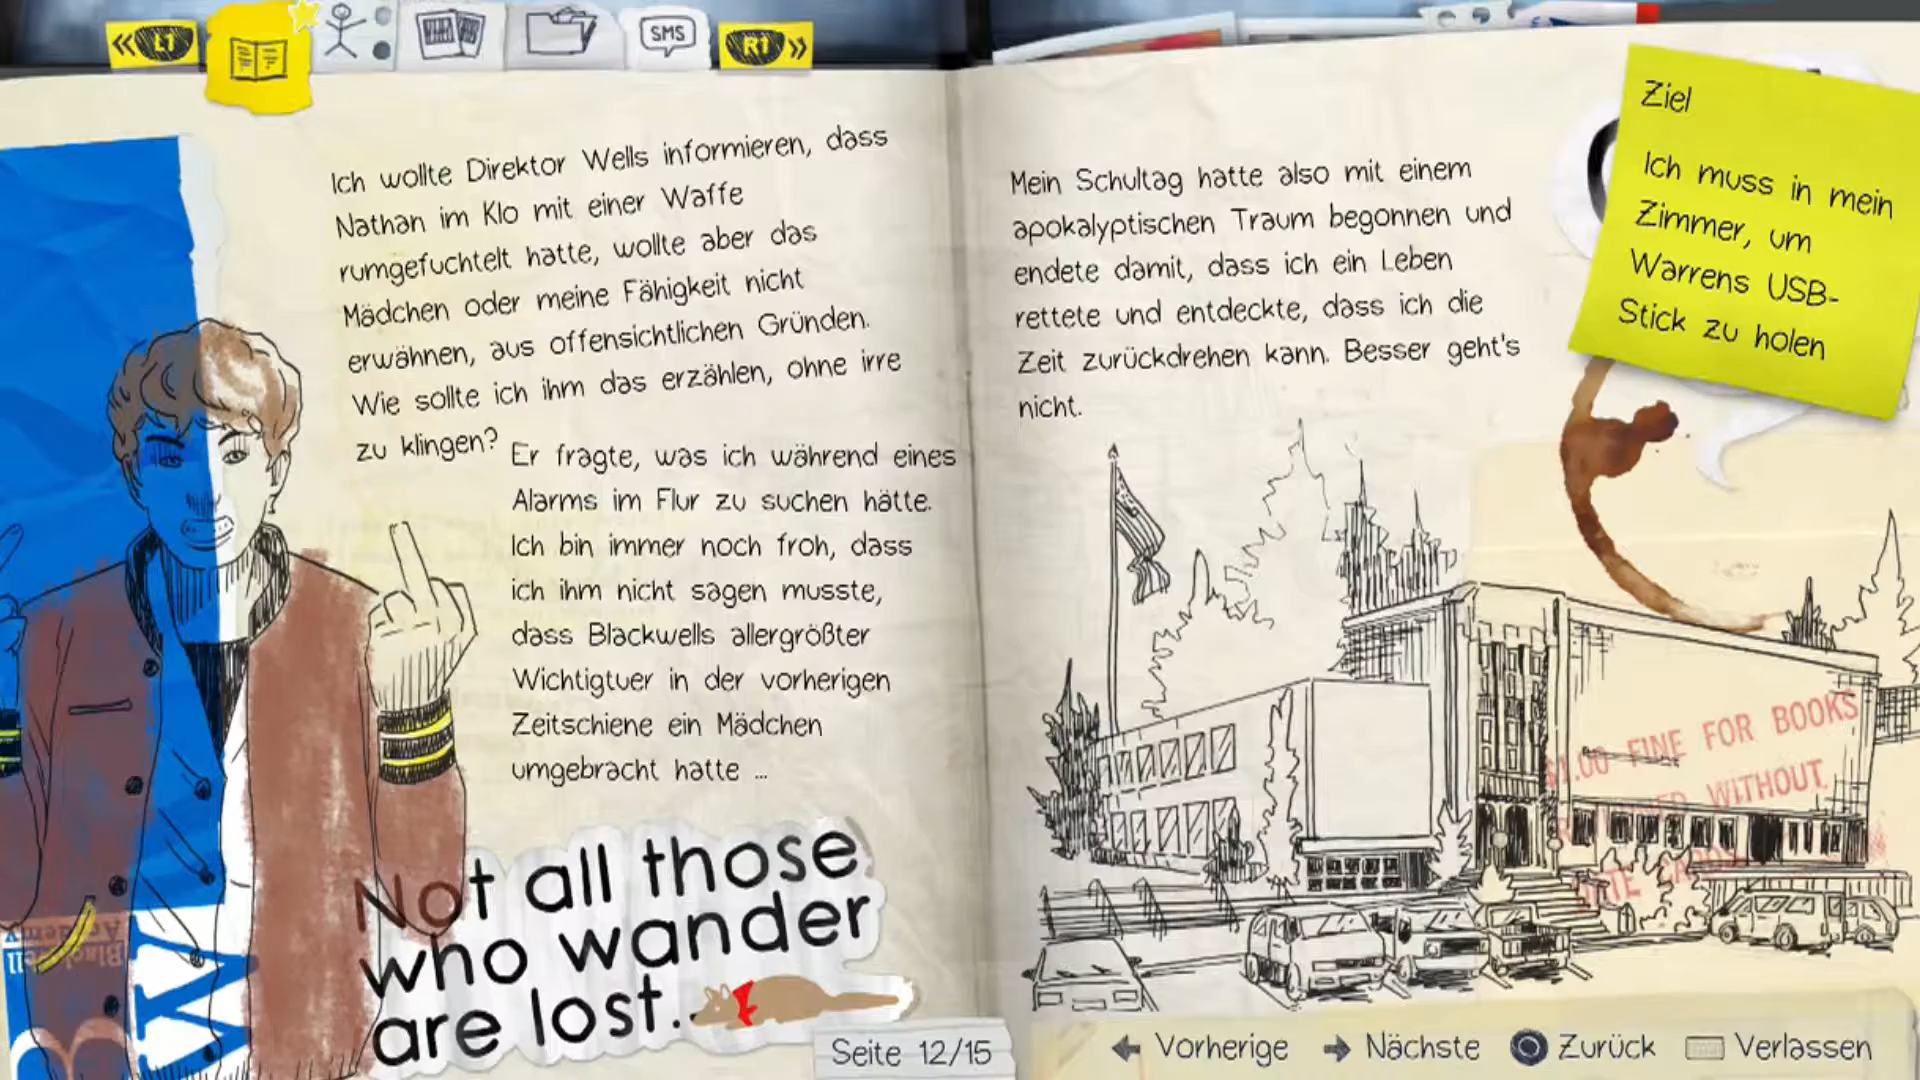 L1
SMS
R1
Ich wollte Direktor Wells informieren, dass
Nathan im Klo mit einer Waffe
rumgefuchtelt hatte, wollte aber das
Mädchen oder meine Fähigkeit nicht
erwähnen, aus offensichtlichen Gründen.
Wie sollte ich ihm das erzählen, ohne irre
zu klingen?
Er fragte, was ich während eines
Alarms im Flur zu suchen hätte.
Ich bin immer noch froh, dass
ich ihm nicht sagen musste,
dass Blackwells allergrößter
Wichtigtuer in der vorherigen
Zeitschiene ein Mädchen
umgebracht hatte ...
Not all those
who wander
are lost.
Blackwell
Academy
Mein Schultag hatte also mit einem
apokalyptischen Traum begonnen und
endete damit, dass ich ein Leben
rettete und entdeckte, dass ich die
Zeit zurückdrehen kann. Besser geht's
nicht.
Ziel
Ich muss in mein
Zimmer, um
Warrens USB-
Stick zu holen
$1.00 FINE FOR BOOKS
WITHOUT
Seite 12/15
Vorherige
Nächste
Zurück
Verlassen